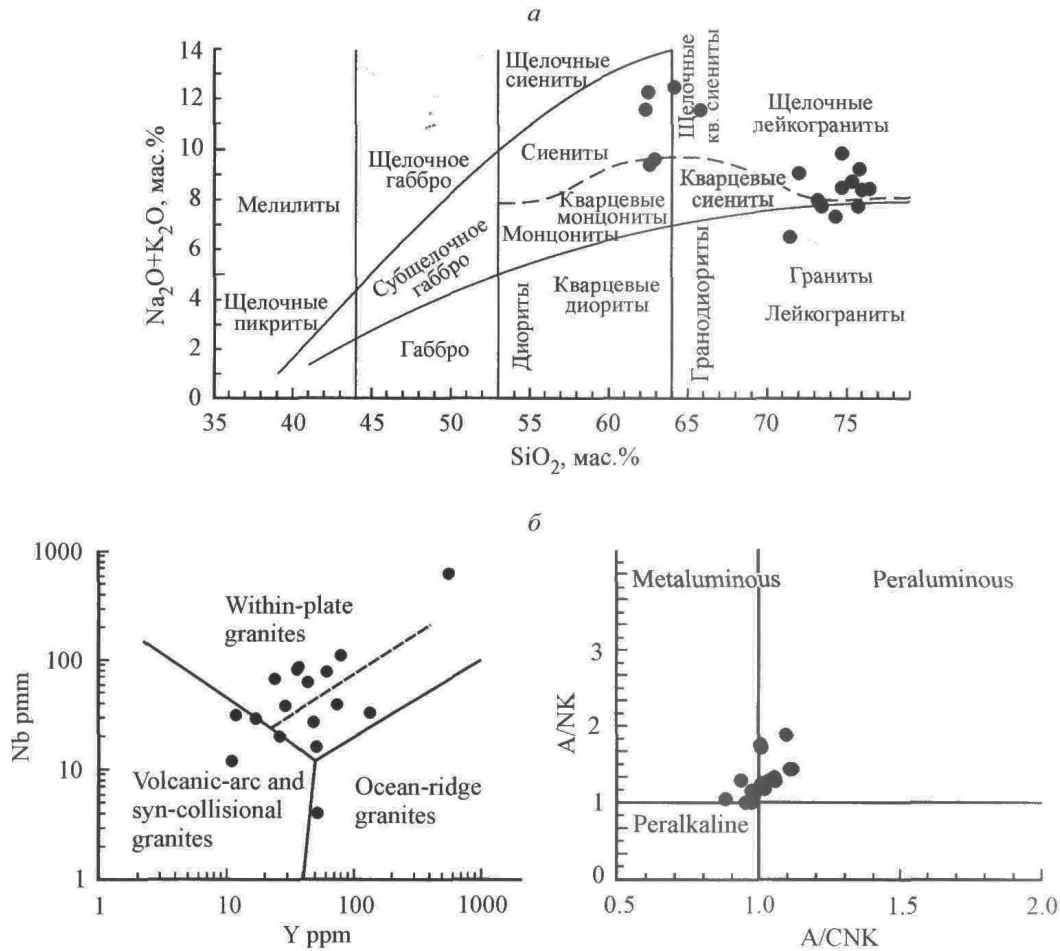 а
Na2O+K2O, мас.%
14
12
10
8
6
4
2
0
Щелочные
сиениты
Щелочные
кв. сиениты
Щелочные
лейкограниты
Щелочное
габбро
Сиениты
Мелилиты
Кварцевые
монцониты
Кварцевые
сиениты
Монцониты
Субщелочное
габбро
Щелочные
пикриты
Габбро
Диориты
Кварцевые
диориты
Гранодиориты
Граниты
Лейкограниты
35 40 45 50 55 60 65 70 75
SiO2, мас.%
б
Nb pmm
1000
100
10
1
Within-plate
granites
Volcanic-arc and
syn-collisional
granites
Ocean-ridge
granites
1 10 100 1000
Y ppm
A/NK
3
2
1
0
Metaluminous
Peraluminous
Peralkaline
0.5 1.0 1.5 2.0
A/CNK